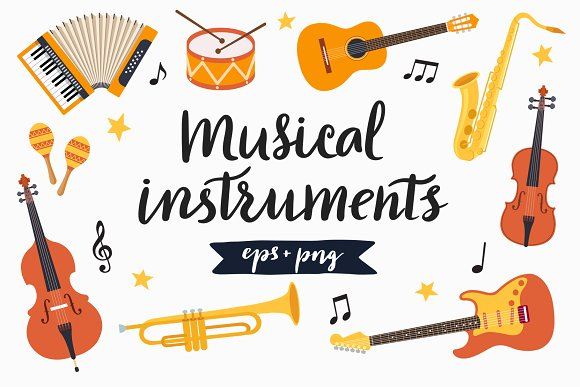 Musical
instruments
eps + png